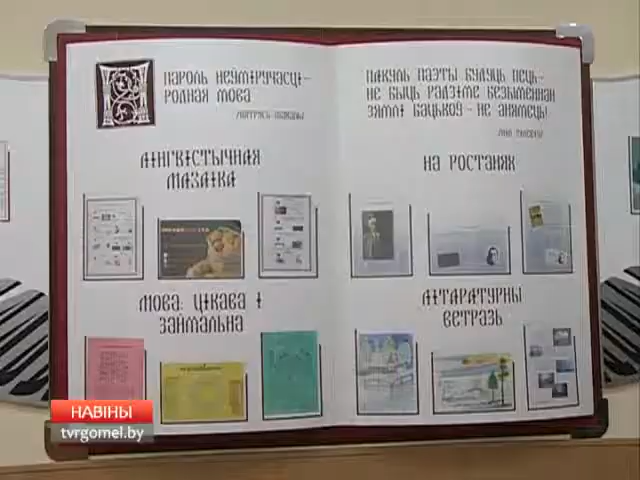 ПАРОЛЬ НЕЎМІРУЧАСЦІ –
РОДНАЯ МОВА.
ПАКУЛЬ ПАЭТЫ БУДУЦЬ ПЕЦЬ –
НЕ БЫЦЬ РАДЗІМЕ БЕЗЫМЕННАЙ,
ЗЯМЛІ БАЦЬКОЎ – НЕ АНЯМЕЦЬ!
ЛІНГВІСТЫЧНАЯ
МАЗАІКА
НА РОСТАНЯХ
МОВА: ЦІКАВА І
ЗАЙМАЛЬНА
ЛІТАРАТУРНЫ
ВЕТРАЗЬ
НАВІНЫ
tvrgomel.by